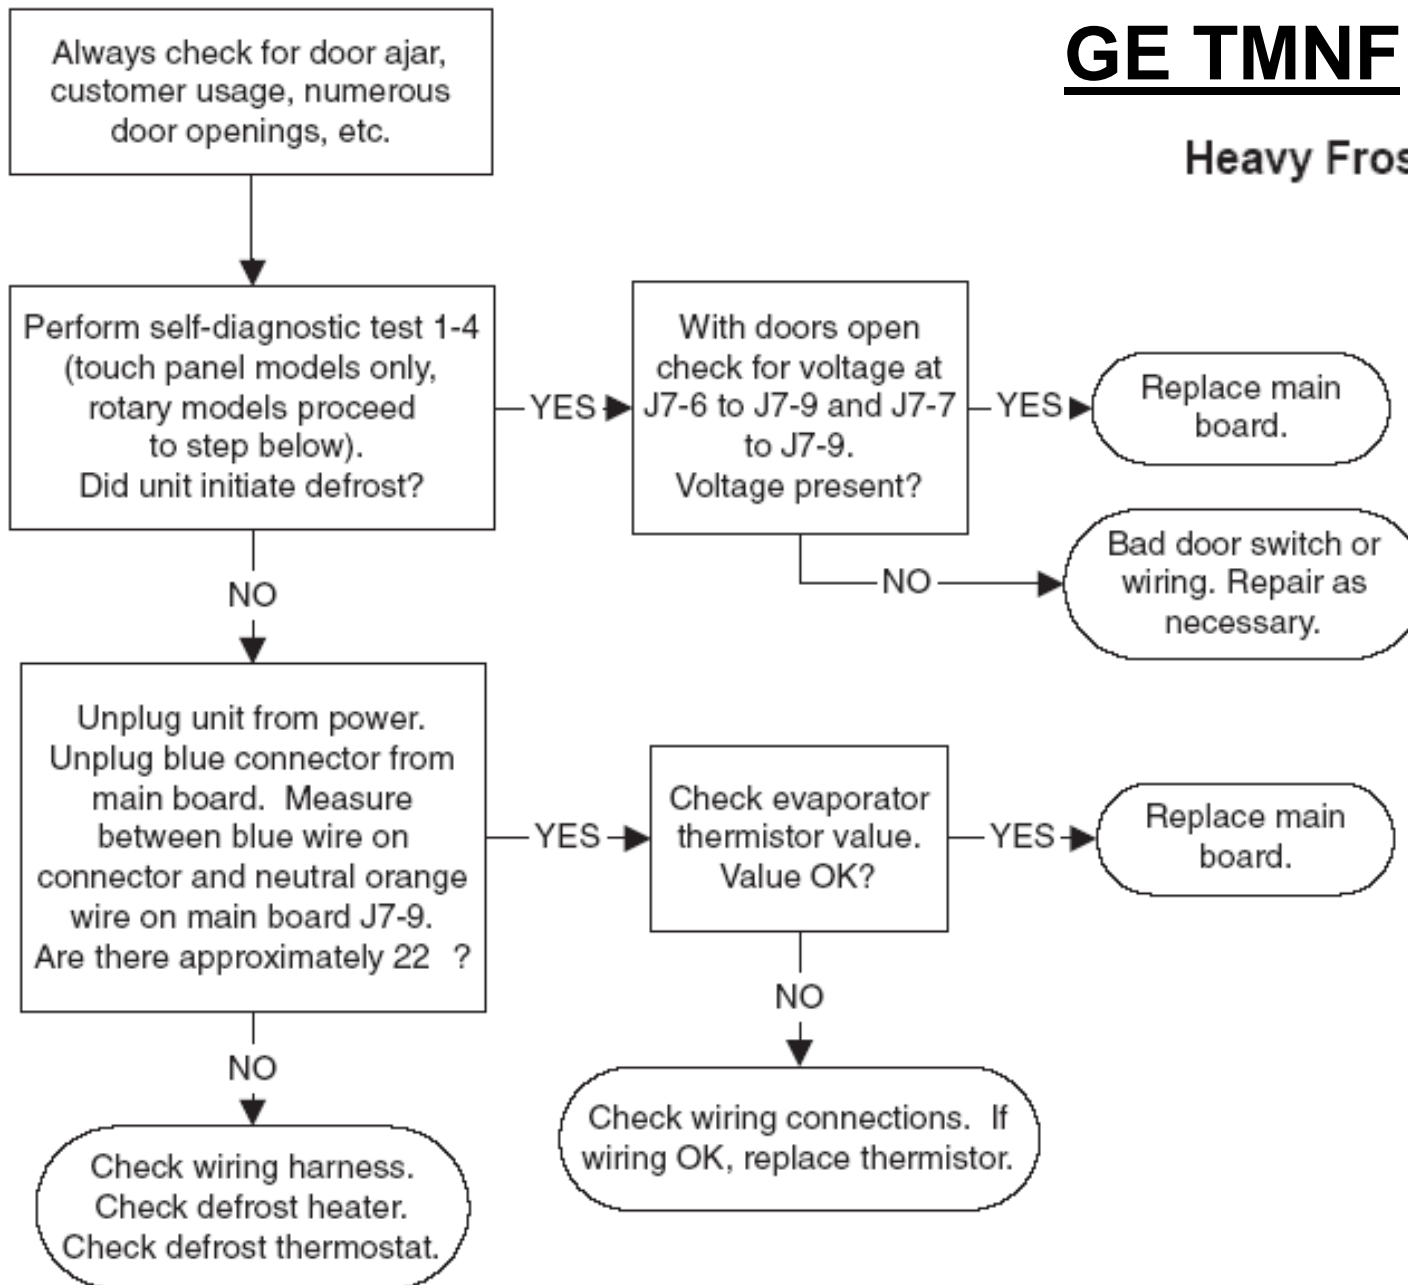 GE TMNF
Heavy Fros
Always check for door ajar,
customer usage, numerous
door openings, etc.
Perform self-diagnostic test 1-4
(touch panel models only,
rotary models proceed
to step below).
Did unit initiate defrost?
YES
With doors open
check for voltage at
J7-6 to J7-9 and J7-7
to J7-9.
Voltage present?
YES
Replace main
board.
NO
Bad door switch or
wiring. Repair as
necessary.
NO
Unplug unit from power.
Unplug blue connector from
main board. Measure
between blue wire on
connector and neutral orange
wire on main board J7-9.
Are there approximately 22 ?
YES
Check evaporator
thermistor value.
Value OK?
YES
Replace main
board.
NO
Check wiring connections. If
wiring OK, replace thermistor.
NO
Check wiring harness.
Check defrost heater.
Check defrost thermostat.